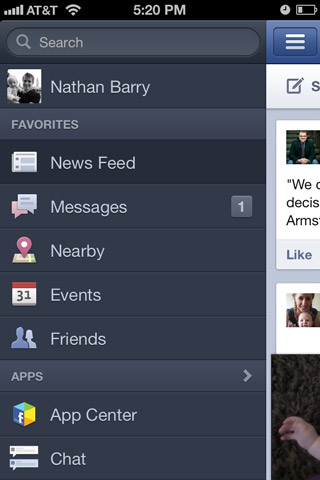 AT&T 5:20 PM
Search
Nathan Barry
FAVORITES
News Feed
Messages 1
Nearby
31 Events
Friends
APPS
App Center
Chat
S
"We d
decis
Armst
Like